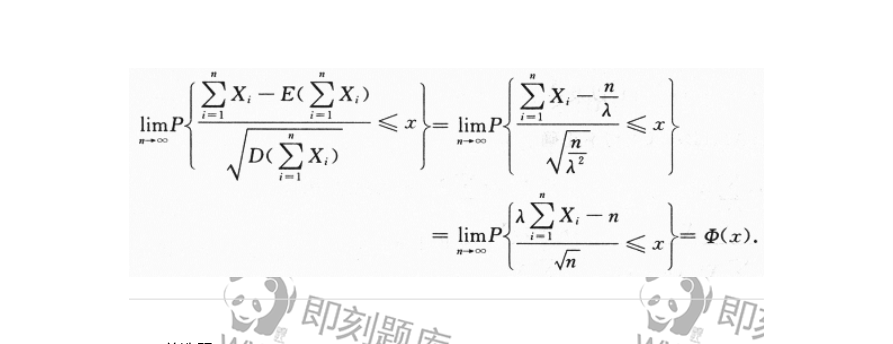 lim_{n→∞} P{ (∑_{i=1}^{n} X_i − E(∑_{i=1}^{n} X_i)) / √(D(∑_{i=1}^{n} X_i)) ≤ x } = lim_{n→∞} P{ (∑_{i=1}^{n} X_i − n/λ) / √(n/λ²) ≤ x }
= lim_{n→∞} P{ (λ∑_{i=1}^{n} X_i − n) / √n ≤ x } = Φ(x).
即刻题库 即